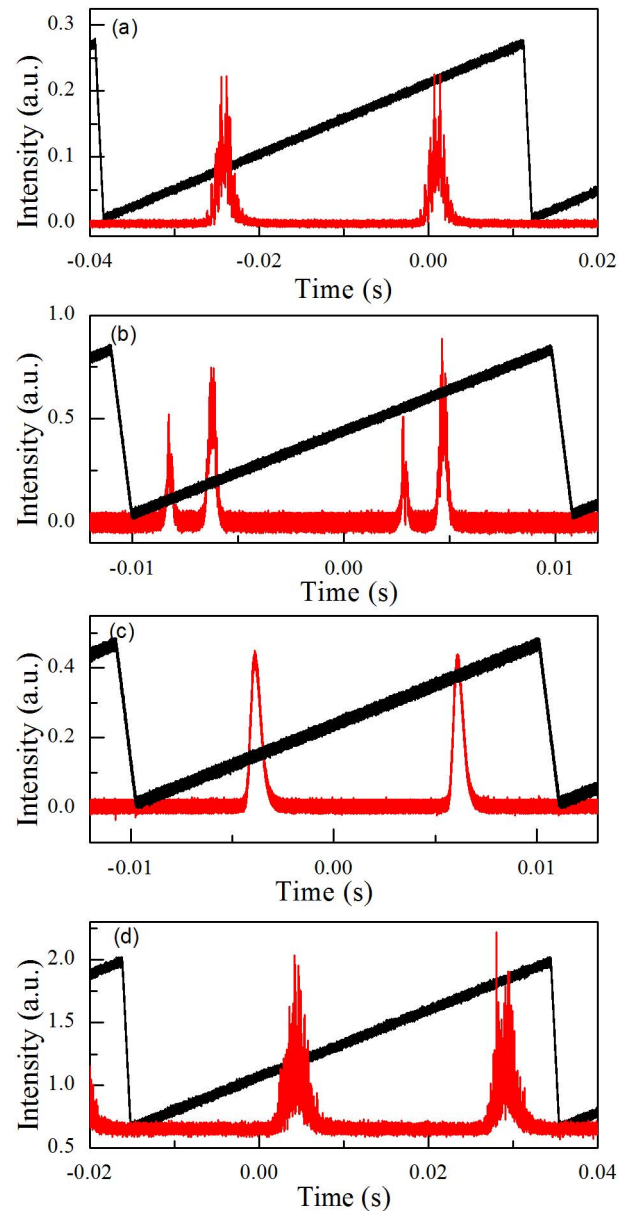 (a)
Intensity (a.u.)
0.3
0.2
0.1
0.0
-0.04 -0.02 0.00 0.02
Time (s)
(b)
Intensity (a.u.)
1.0
0.5
0.0
-0.01 0.00 0.01
Time (s)
(c)
Intensity (a.u.)
0.4
0.2
0.0
-0.01 0.00 0.01
Time (s)
(d)
Intensity (a.u.)
2.0
1.5
1.0
0.5
-0.02 0.00 0.02 0.04
Time (s)